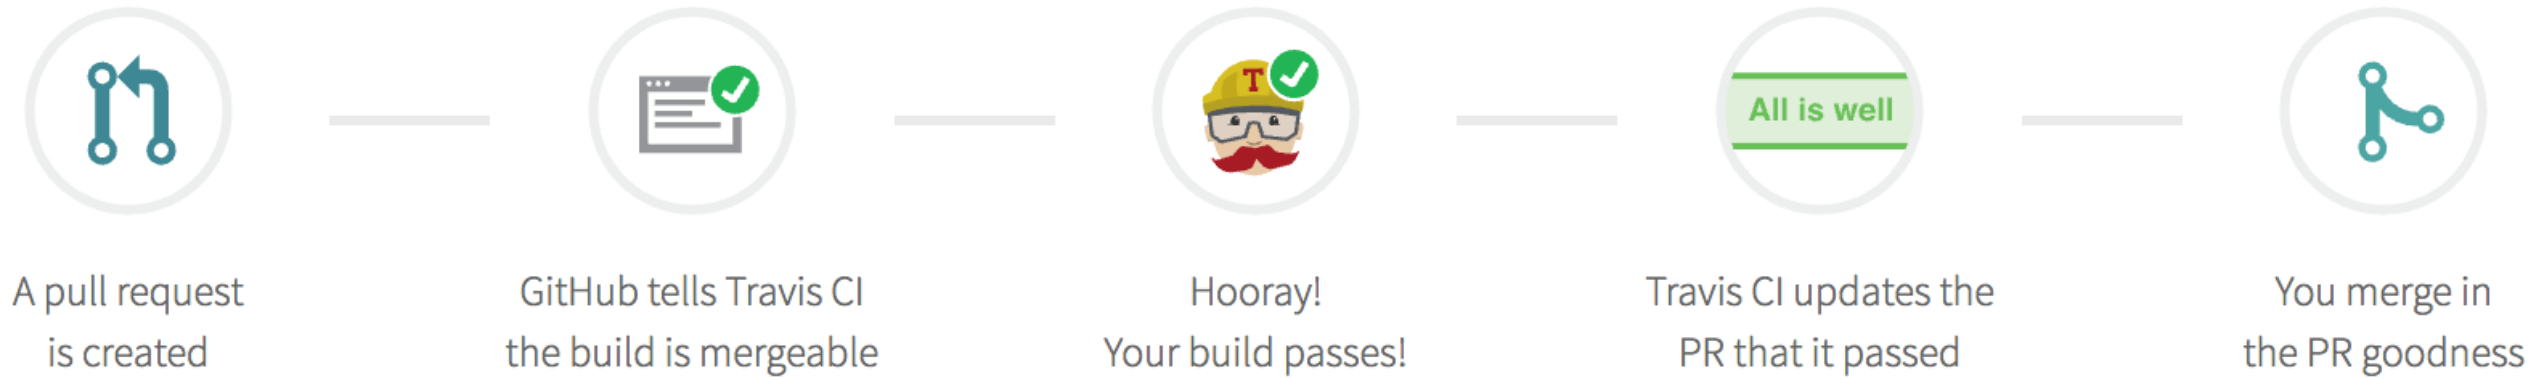 T
All is well
A pull request
is created
GitHub tells Travis CI
the build is mergeable
Hooray!
Your build passes!
Travis CI updates the
PR that it passed
You merge in
the PR goodness